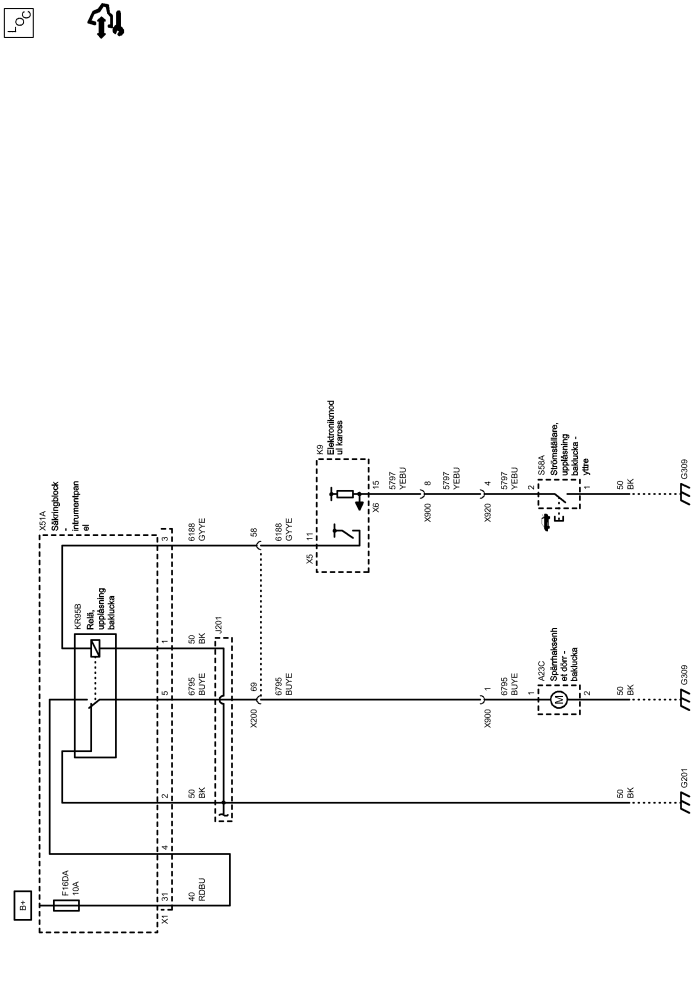 LOC
X51A
Säkringblock
-
intrumentpan
el
KR95B
Relä,
upplåsning
baklucka
B+
F16DA
10A
X1
31
4
2
5
1
3
40
RDBU
50
BK
6795
BUYE
50
BK
6188
GYYE
J201
X200
69
58
6795
BUYE
6188
GYYE
K9
Elektronikmod
ul kaross
X5
11
X6
15
5797
YEBU
X900
8
5797
YEBU
X920
4
5797
YEBU
2
S58A
Strömställare,
upplåsning
baklucka -
yttre
E
1
50
BK
G309
X900
1
6795
BUYE
1
A23C
Spärrhaksenh
et dörr -
baklucka
M
2
50
BK
G309
50
BK
G201